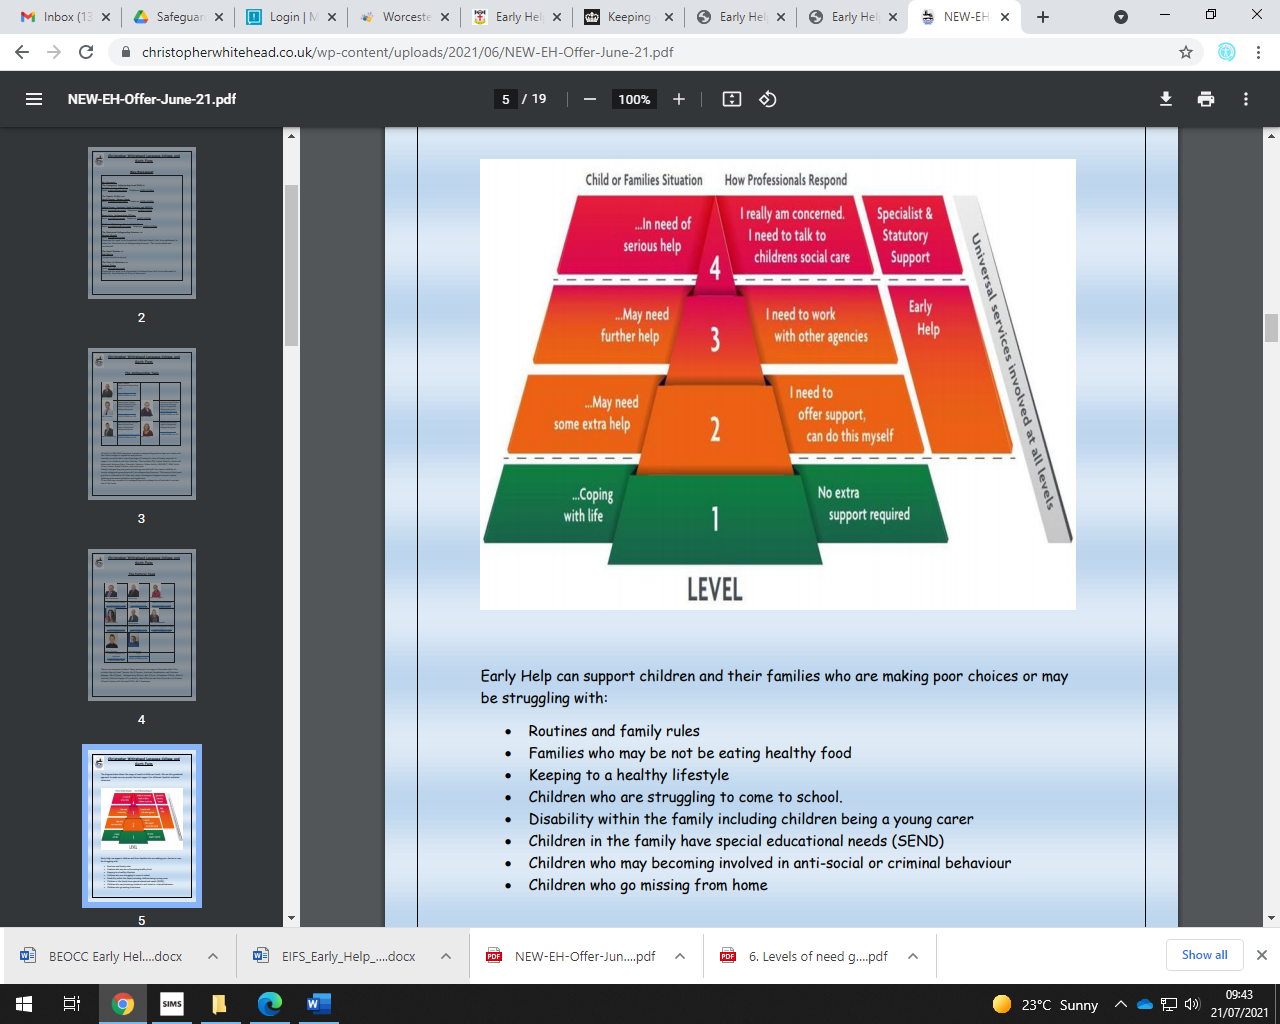 Inbox (13
Safeguar
Login | M
Worceste
Early Hel
Keeping
Early Hel
Early Hel
NEW-EH
christopherwhitehead.co.uk/wp-content/uploads/2021/06/NEW-EH-Offer-June-21.pdf
NEW-EH-Offer-June-21.pdf
5 / 19
100%
2
3
4
5
Child or Families Situation How Professionals Respond
...In need of
serious help
4
I really am concerned.
I need to talk to
childrens social care
Specialist &
Statutory
Support
...May need
further help
3
I need to work
with other agencies
Early
Help
...May need
some extra help
2
I need to
offer support,
can do this myself
...Coping
with life
1
No extra
support required
Universal services involved at all levels
LEVEL
Early Help can support children and their families who are making poor choices or may
be struggling with:
• Routines and family rules
• Families who may be not be eating healthy food
• Keeping to a healthy lifestyle
• Children who are struggling to come to school.
• Disability within the family including children being a young carer
• Children in the family have special educational needs (SEND)
• Children who may becoming involved in anti-social or criminal behaviour
• Children who go missing from home
BEOCC Early Hel....docx
EIFS_Early_Help_....docx
NEW-EH-Offer-Jun....pdf
6. Levels of need g....pdf
Show all
SIMS
23°C Sunny
09:43
21/07/2021